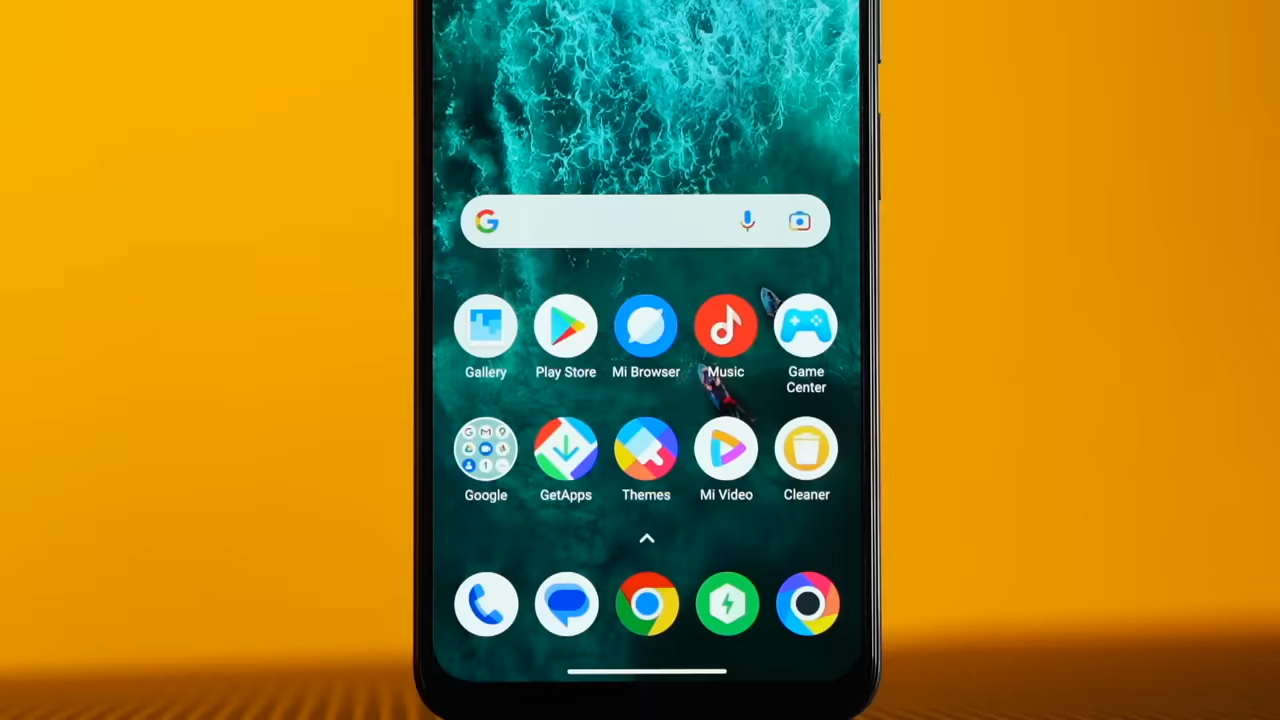 Gallery
Play Store
Mi Browser
Music
Game
Center
Google
GetApps
Themes
Mi Video
Cleaner